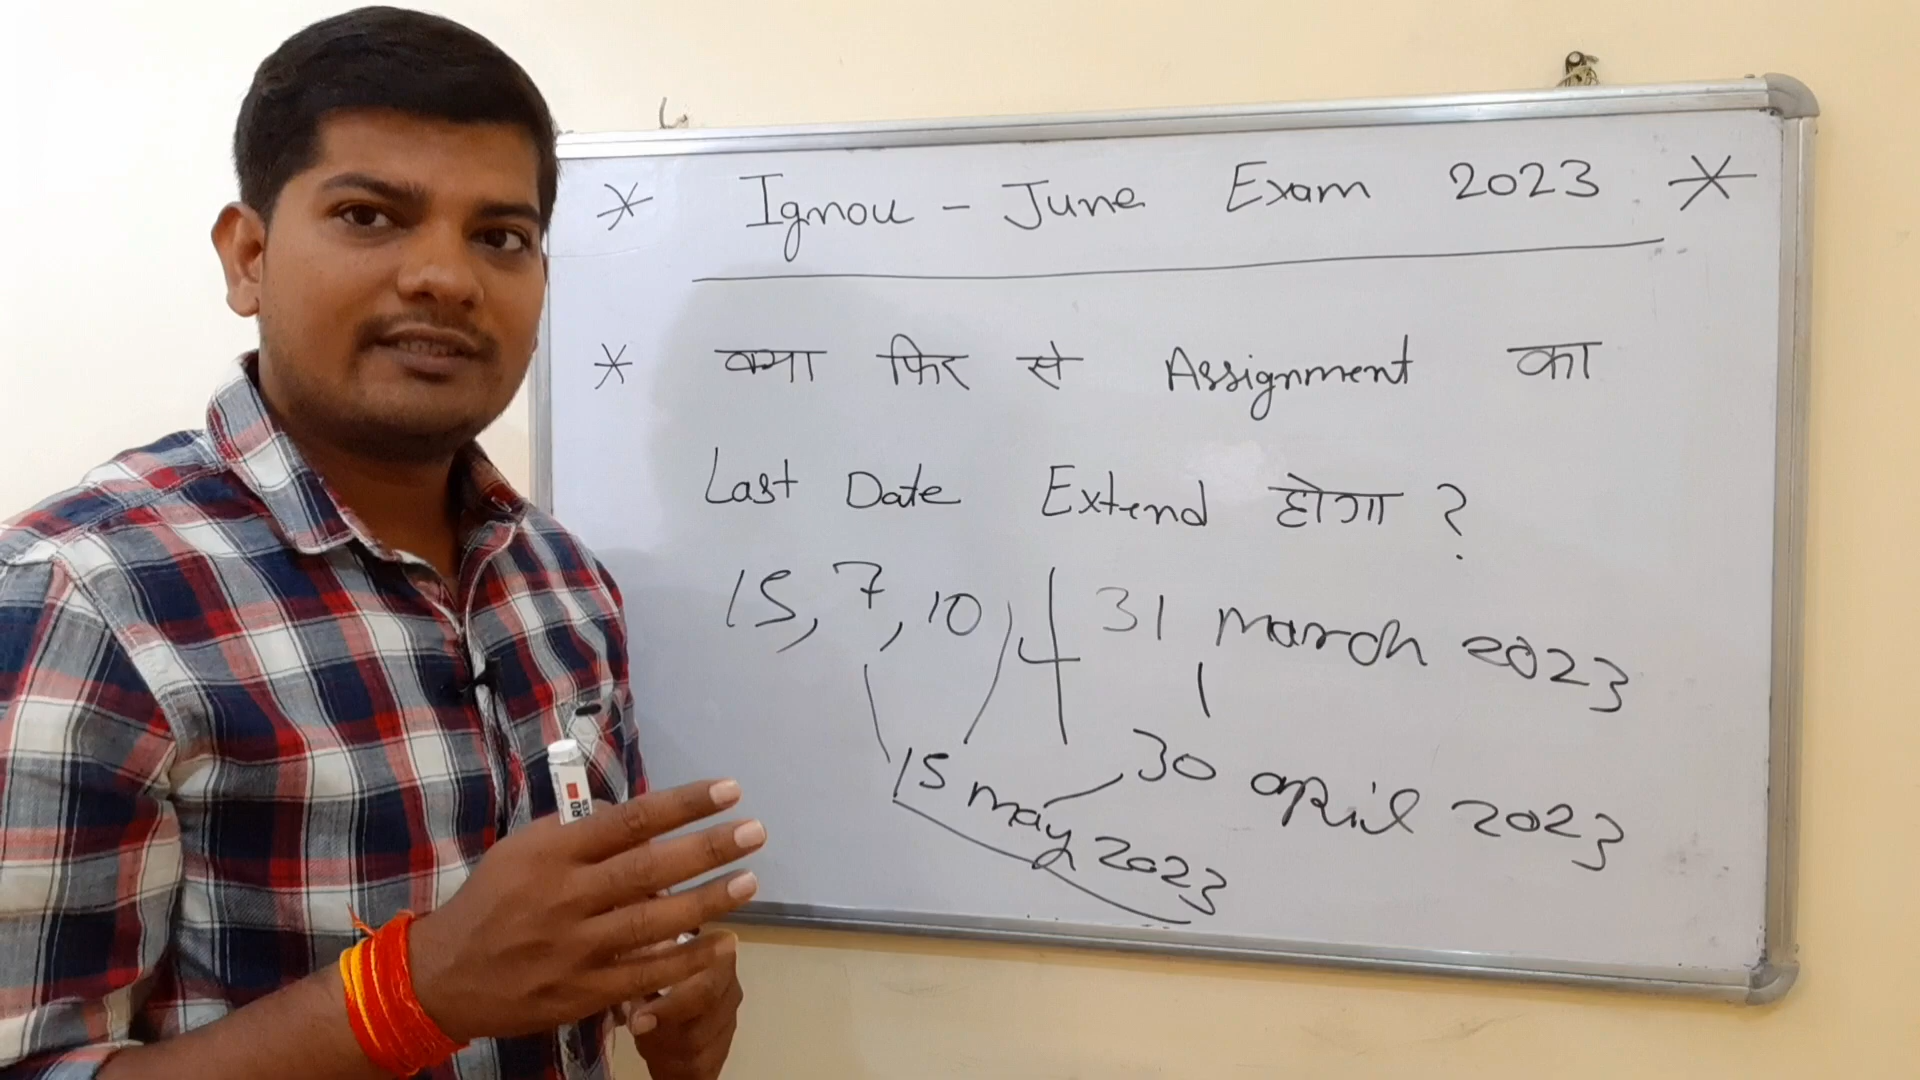 * Ignou - June Exam 2023 *
* क्या फिर से Assignment का
Last Date Extend होगा ?
15, 7, 10, 4 31 march 2023
30 april 2023
15 may 2023